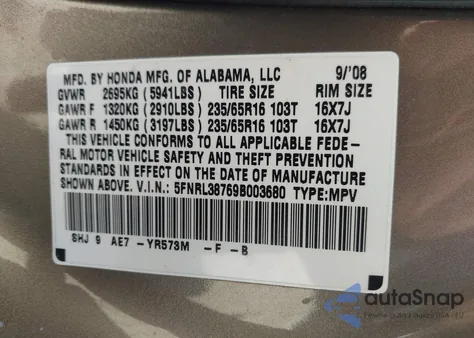 MFD. BY HONDA MFG. OF ALABAMA, LLC 9/'08
GVWR 2695KG (5941LBS) TIRE SIZE RIM SIZE
GAWR F 1320KG (2910LBS) 235/65R16 103T 16X7J
GAWR R 1450KG (3197LBS) 235/65R16 103T 16X7J
THIS VEHICLE CONFORMS TO ALL APPLICABLE FEDE-
RAL MOTOR VEHICLE SAFETY AND THEFT PREVENTION
STANDARDS IN EFFECT ON THE DATE OF MANUFACTURE
SHOWN ABOVE. V.I.N.: 5FNRL38769B003680 TYPE:MPV
SHJ 9 AE7 -YR573M -F -B
autoSnap